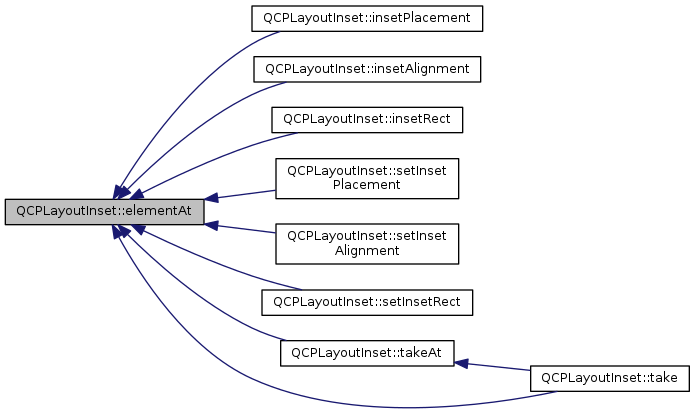 QCPLayoutInset::insetPlacement
QCPLayoutInset::insetAlignment
QCPLayoutInset::insetRect
QCPLayoutInset::setInset
Placement
QCPLayoutInset::elementAt
QCPLayoutInset::setInset
Alignment
QCPLayoutInset::setInsetRect
QCPLayoutInset::takeAt
QCPLayoutInset::take